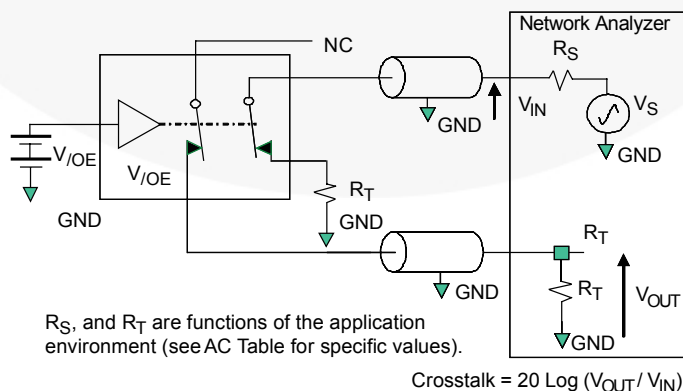 Network Analyzer
NC
R_S
V_IN
V_S
GND
GND
V_/OE
V_/OE
GND
R_T
GND
R_T
GND
R_T
V_OUT
GND
R_S, and R_T are functions of the application
environment (see AC Table for specific values).
Crosstalk = 20 Log (V_OUT / V_IN)